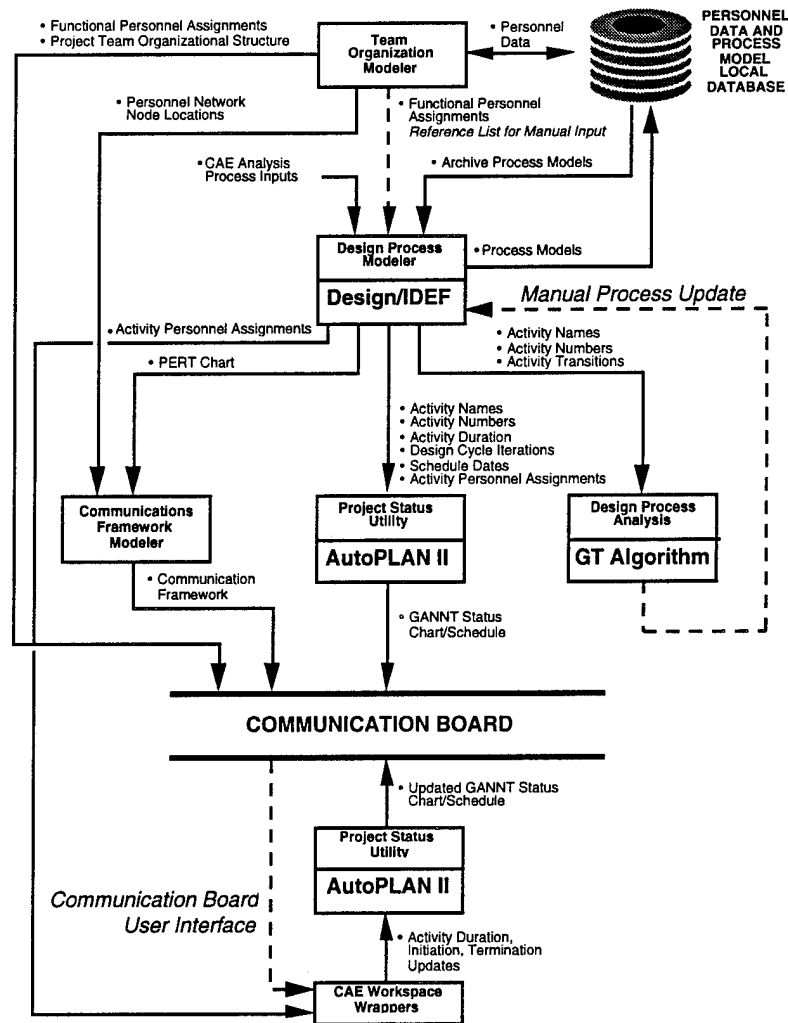 • Functional Personnel Assignments
• Project Team Organizational Structure
Team
Organization
Modeler
• Personnel
Data
PERSONNEL
DATA AND
PROCESS
MODEL
LOCAL
DATABASE
• Personnel Network
Node Locations
• Functional Personnel
Assignments
Reference List for Manual Input
• CAE Analysis
Process Inputs
• Archive Process Models
Design Process
Modeler
Design/IDEF
• Process Models
Manual Process Update
• Activity Personnel Assignments
• PERT Chart
• Activity Names
• Activity Numbers
• Activity Transitions
• Activity Names
• Activity Numbers
• Activity Duration
• Design Cycle Iterations
• Schedule Dates
• Activity Personnel Assignments
Communications
Framework
Modeler
Project Status
Utility
AutoPLAN II
Design Process
Analysis
GT Algorithm
• Communication
Framework
° GANNT Status
Chart/Schedule
COMMUNICATION BOARD
• Updated GANNT Status
Chart/Schedule
Project Status
Utility
AutoPLAN II
Communication Board
User Interface
• Activity Duration,
Initiation, Termination
Updates
CAE Workspace
Wrappers